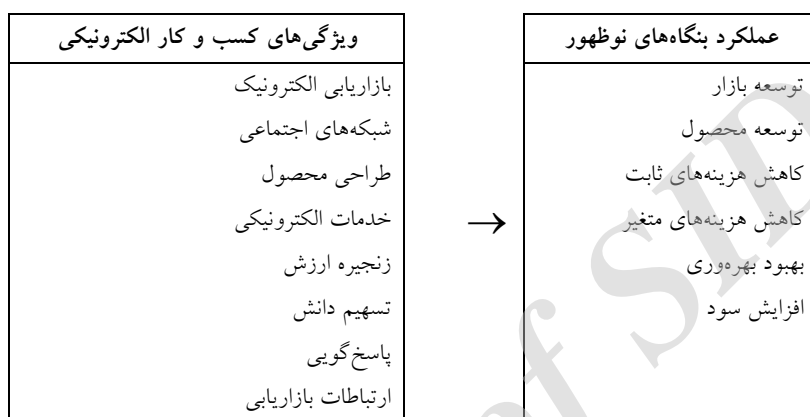 ویژگی‌های کسب و کار الکترونیکی
بازاریابی الکترونیک
شبکه‌های اجتماعی
طراحی محصول
خدمات الکترونیکی
زنجیره ارزش
تسهیم دانش
پاسخ‌گویی
ارتباطات بازاریابی
→
عملکرد بنگاه‌های نوظهور
توسعه بازار
توسعه محصول
کاهش هزینه‌های ثابت
کاهش هزینه‌های متغیر
بهبود بهره‌وری
افزایش سود
of SID